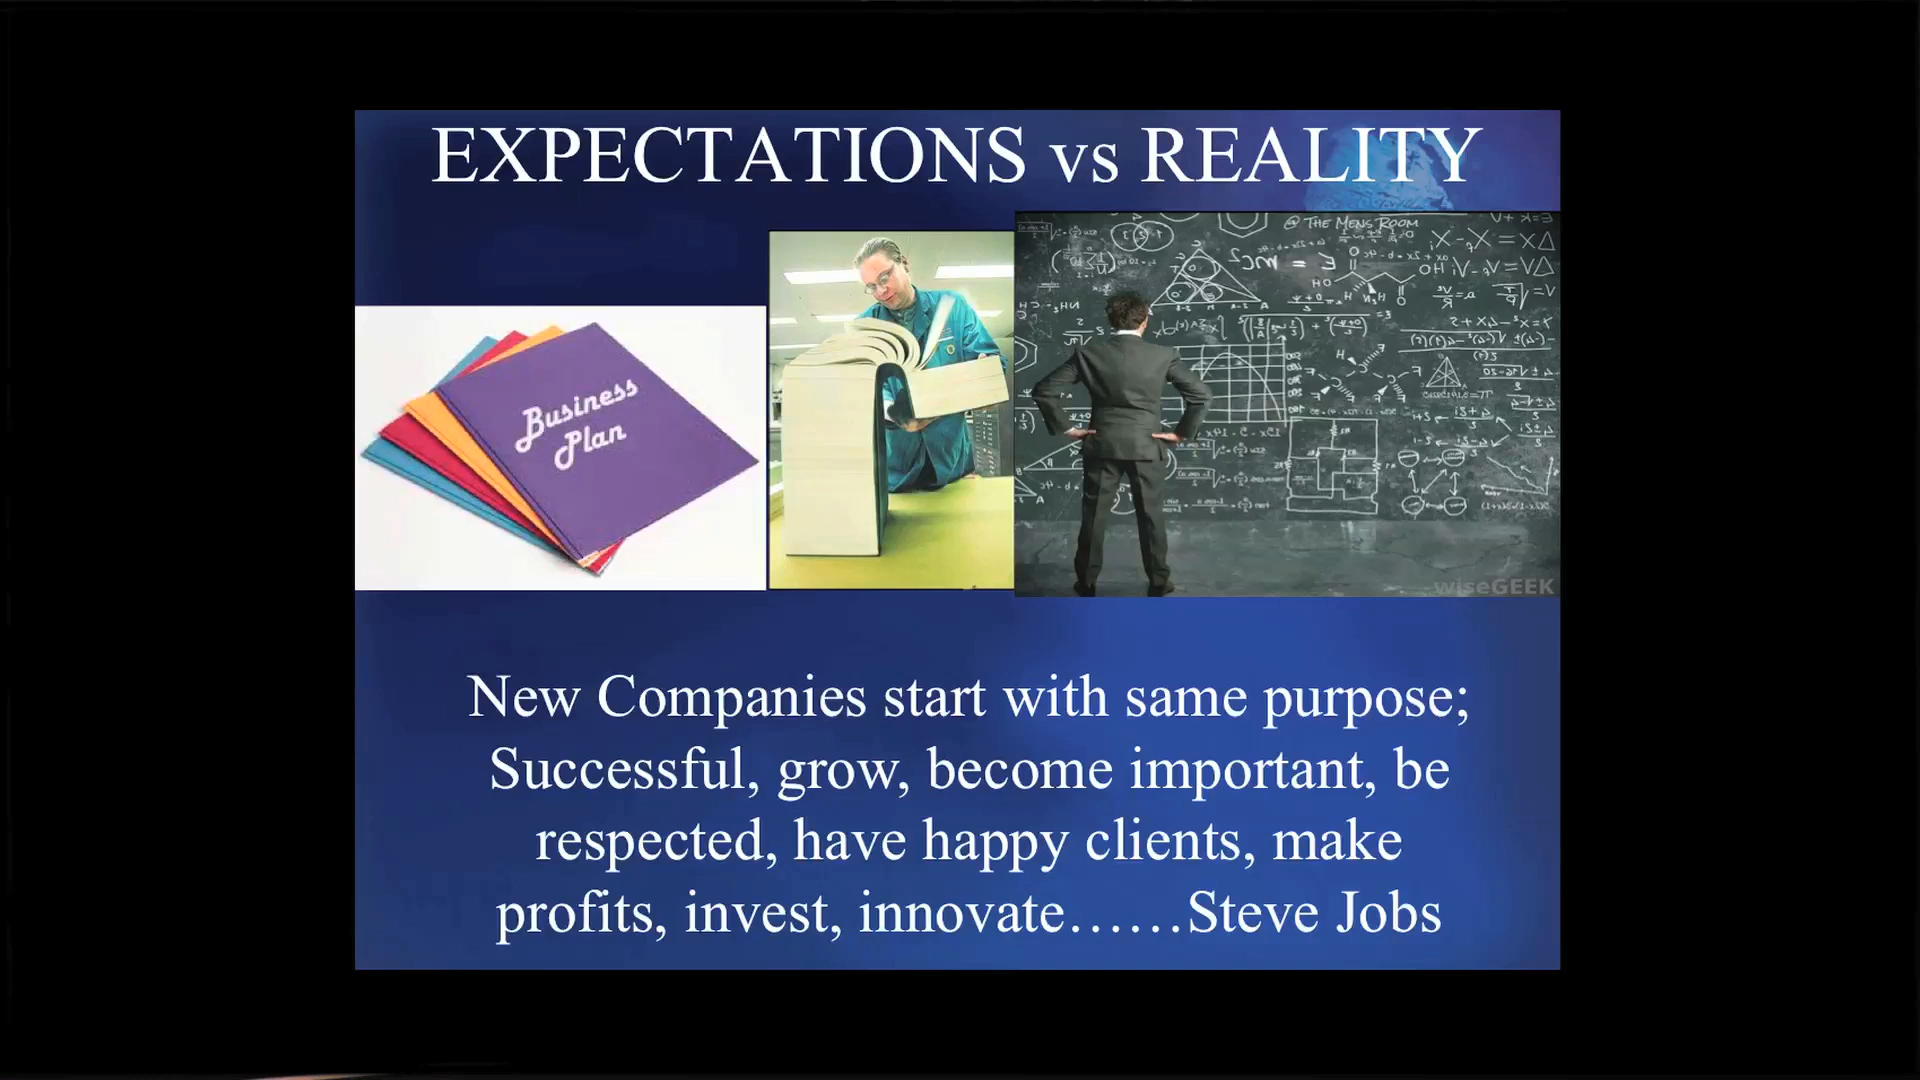 EXPECTATIONS vs REALITY
Business
Plan
@ THE MENS ROOM
wiseGEEK
New Companies start with same purpose;
Successful, grow, become important, be
respected, have happy clients, make
profits, invest, innovate……Steve Jobs